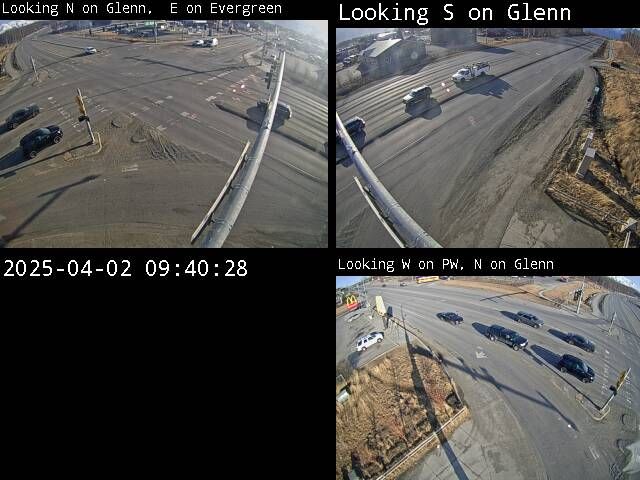 Looking N on Glenn, E on Evergreen
Looking S on Glenn
2025-04-02 09:40:28
Looking W on PW, N on Glenn